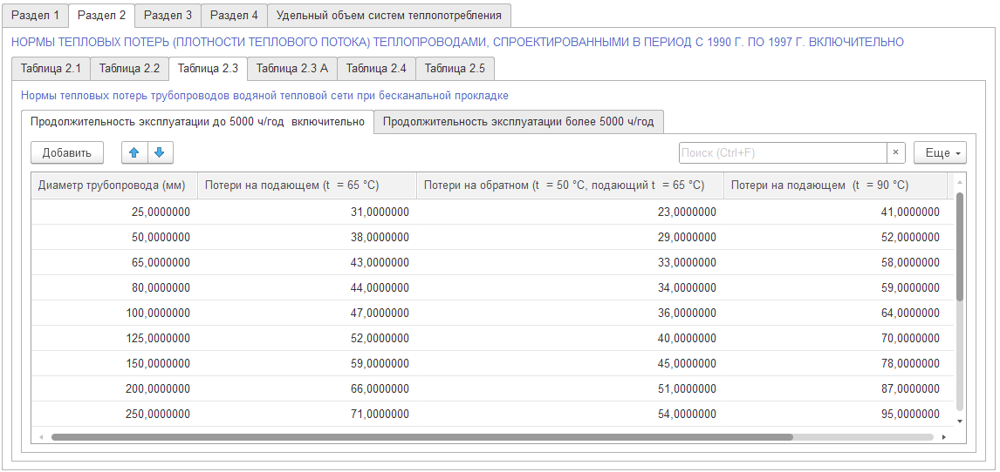 Раздел 1 Раздел 2 Раздел 3 Раздел 4 Удельный объем систем теплопотребления
НОРМЫ ТЕПЛОВЫХ ПОТЕРЬ (ПЛОТНОСТИ ТЕПЛОВОГО ПОТОКА) ТЕПЛОПРОВОДАМИ, СПРОЕКТИРОВАННЫМИ В ПЕРИОД С 1990 Г. ПО 1997 Г. ВКЛЮЧИТЕЛЬНО
Таблица 2.1 Таблица 2.2 Таблица 2.3 Таблица 2.3 А Таблица 2.4 Таблица 2.5
Нормы тепловых потерь трубопроводов водяной тепловой сети при бесканальной прокладке
Продолжительность эксплуатации до 5000 ч/год включительно Продолжительность эксплуатации более 5000 ч/год
Добавить Поиск (Ctrl+F) × Еще
Диаметр трубопровода (мм) Потери на подающем (t = 65 °C) Потери на обратном (t = 50 °C, подающий t = 65 °C) Потери на подающем (t = 90 °C)
25,0000000 31,0000000 23,0000000 41,0000000
50,0000000 38,0000000 29,0000000 52,0000000
65,0000000 43,0000000 33,0000000 58,0000000
80,0000000 44,0000000 34,0000000 59,0000000
100,0000000 47,0000000 36,0000000 64,0000000
125,0000000 52,0000000 40,0000000 70,0000000
150,0000000 59,0000000 45,0000000 78,0000000
200,0000000 66,0000000 51,0000000 87,0000000
250,0000000 71,0000000 54,0000000 95,0000000